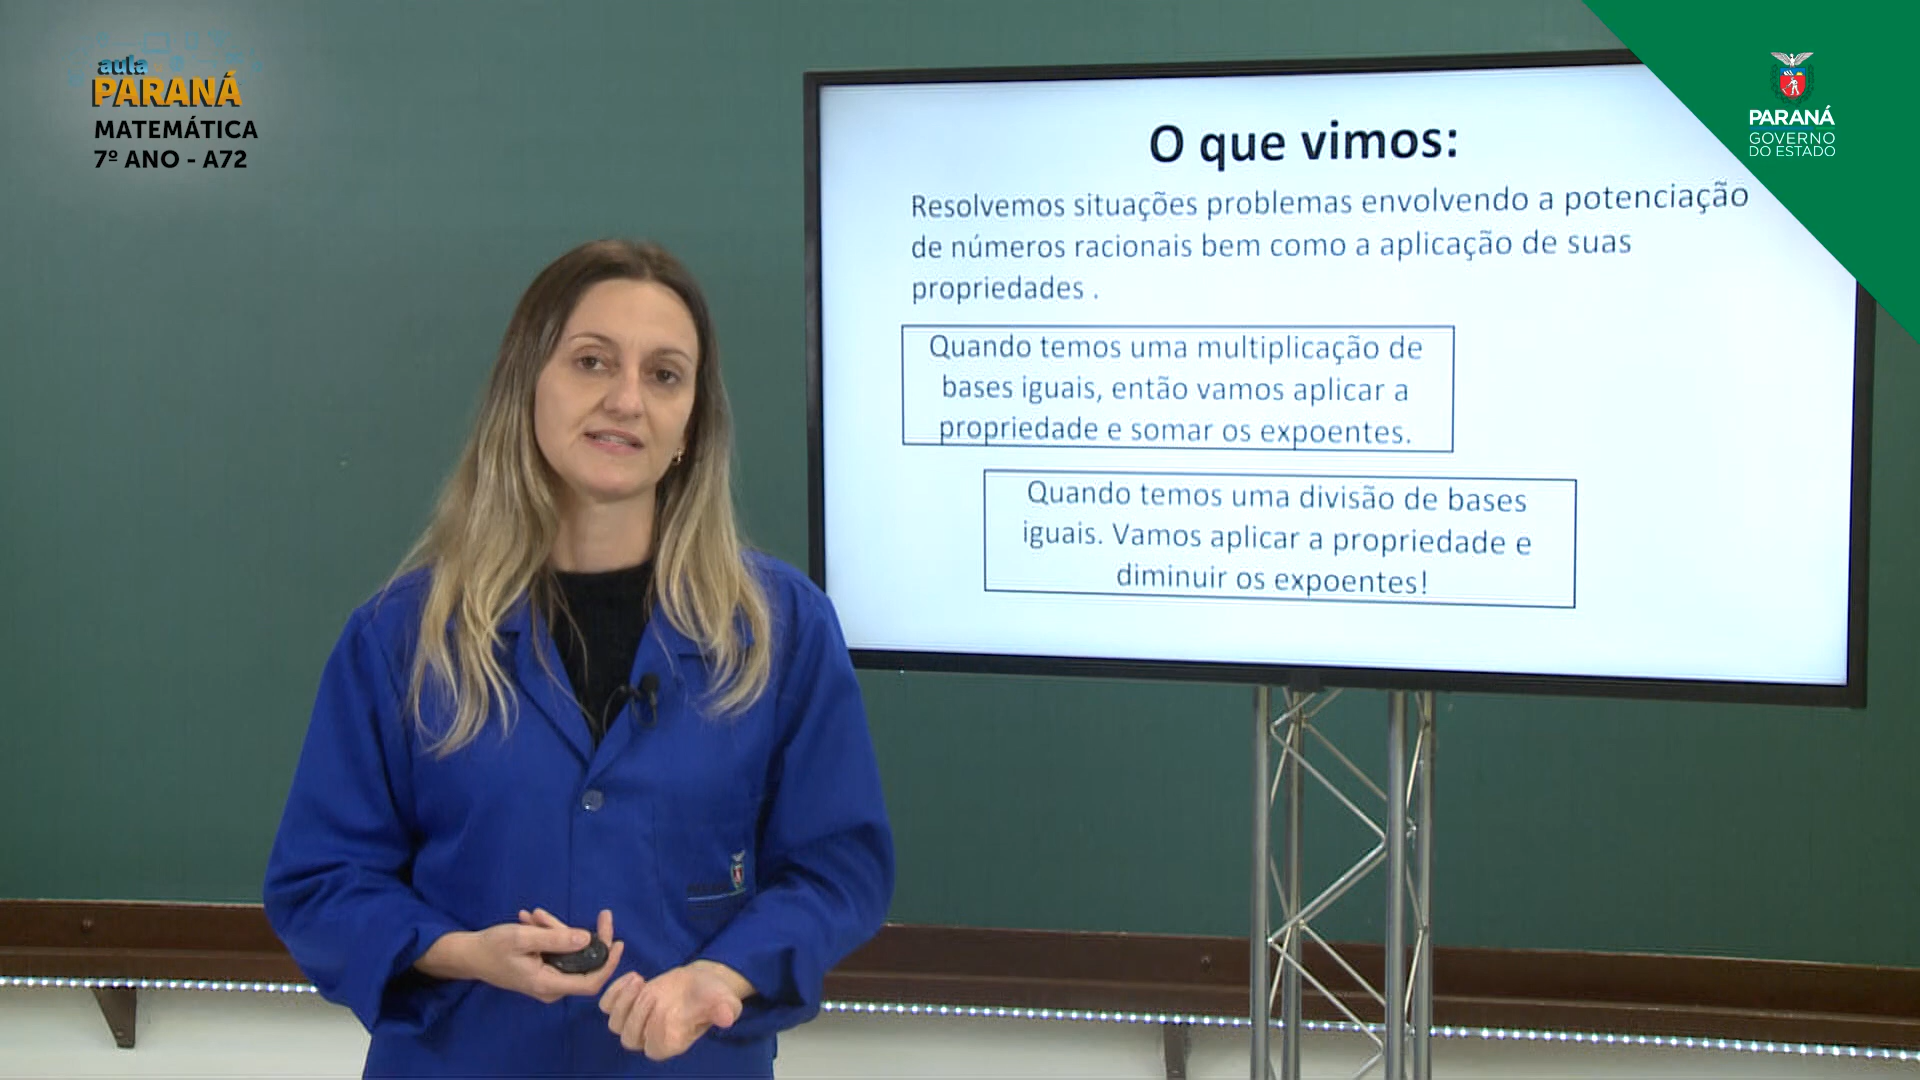 aula
PARANÁ
MATEMÁTICA
7º ANO - A72
PARANÁ
GOVERNO
DO ESTADO
O que vimos:
Resolvemos situações problemas envolvendo a potenciação
de números racionais bem como a aplicação de suas
propriedades .
Quando temos uma multiplicação de
bases iguais, então vamos aplicar a
propriedade e somar os expoentes.
Quando temos uma divisão de bases
iguais. Vamos aplicar a propriedade e
diminuir os expoentes!